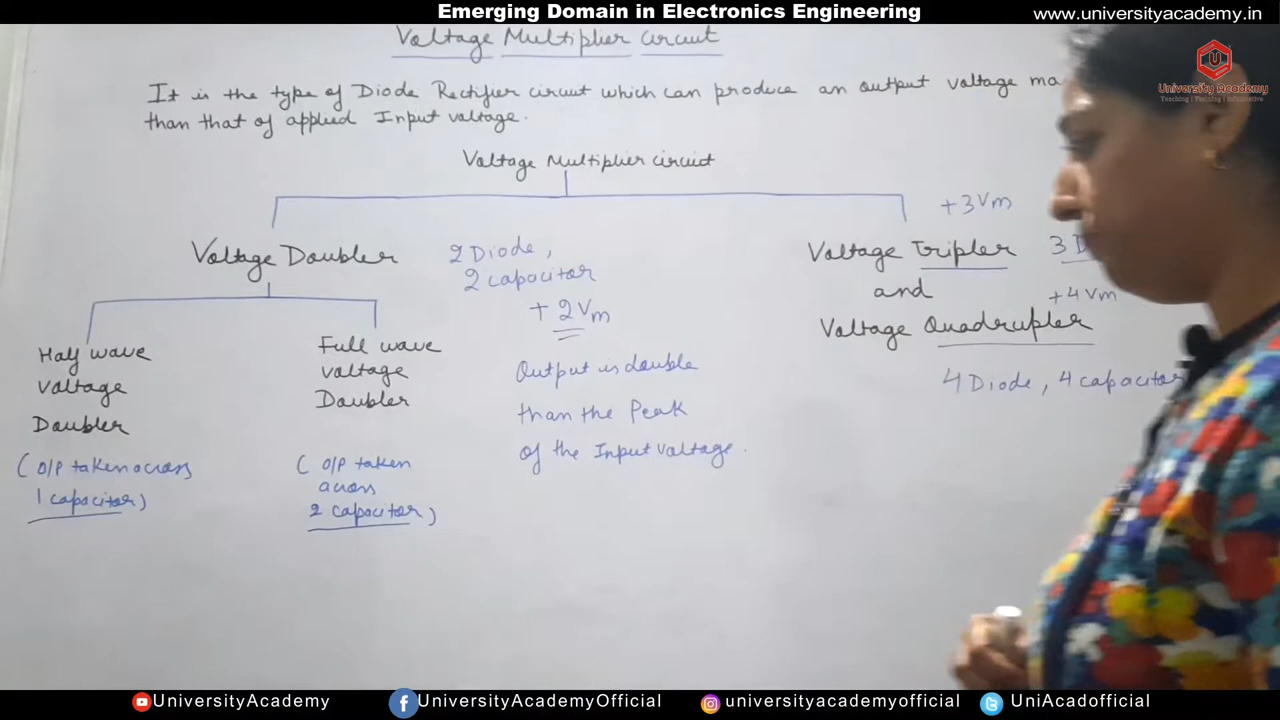 Emerging Domain in Electronics Engineering
www.universityacademy.in
University Academy
Voltage Multiplier Circuit
It is the type of Diode Rectifier circuit which can produce an output voltage
than that of applied Input voltage.
Voltage Multiplier circuit
Voltage Doubler
2 Diode,
2 capacitor
+ 2Vm
Output is double
than the Peak
of the Input voltage.
Half wave
voltage
Doubler
(O/P taken across
1 capacitor)
Full wave
voltage
Doubler
(O/P taken
across
2 capacitor)
+3Vm
Voltage Tripler 3
and
+4Vm
Voltage Quadrupler
4 Diode, 4 capacitor
UniversityAcademy
UniversityAcademyOfficial
universityacademyofficial
UniAcadofficial